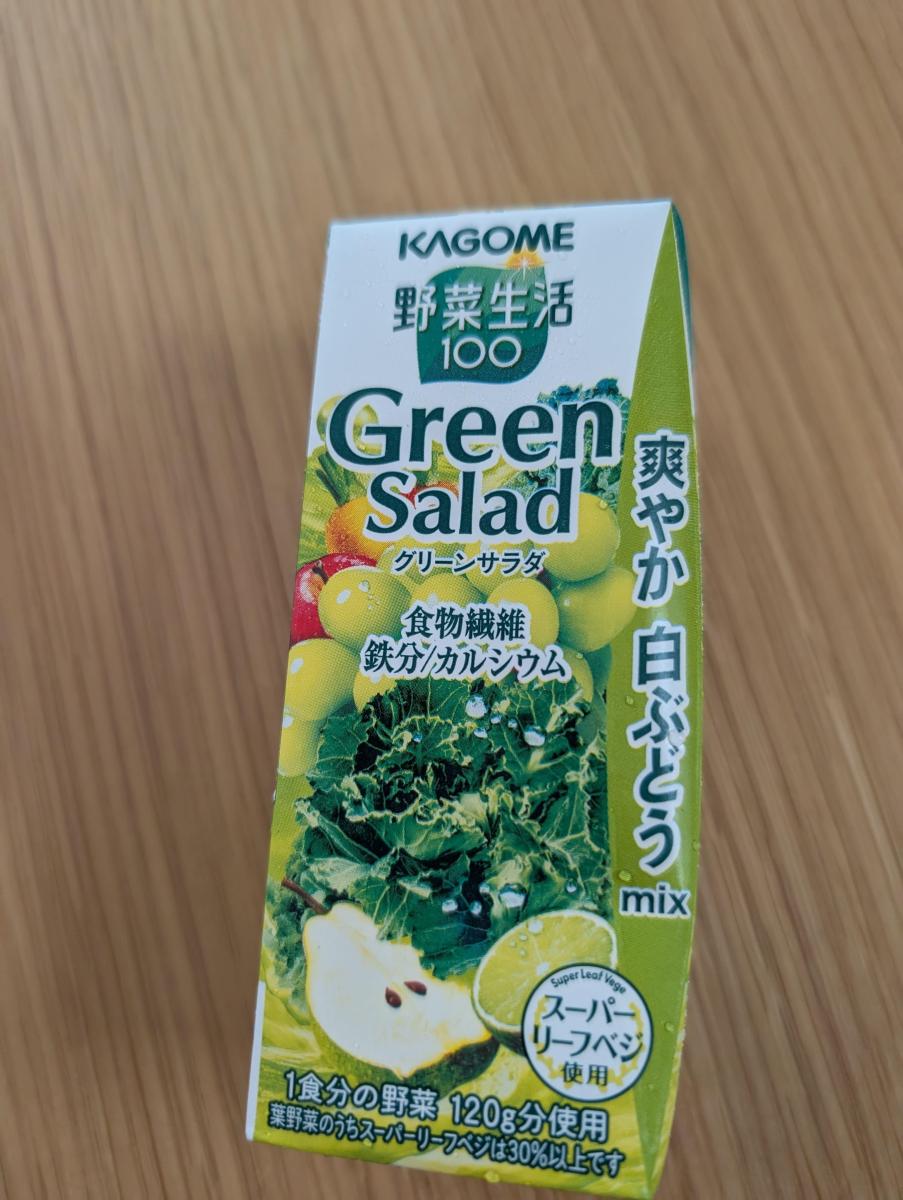 KAGOME
野菜生活
100
Green
Salad
グリーンサラダ
食物繊維
鉄分/カルシウム
爽やか 白ぶどう
mix
Super Leaf Vege
スーパー
リーフベジ
使用
1食分の野菜 120g分使用
葉野菜のうちスーパーリーフベジは30%以上です